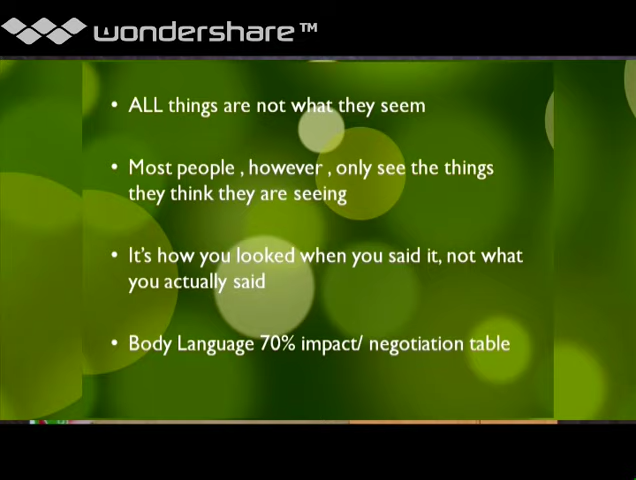 wondershare™
• ALL things are not what they seem
• Most people , however , only see the things
they think they are seeing
• It's how you looked when you said it, not what
you actually said
• Body Language 70% impact/ negotiation table